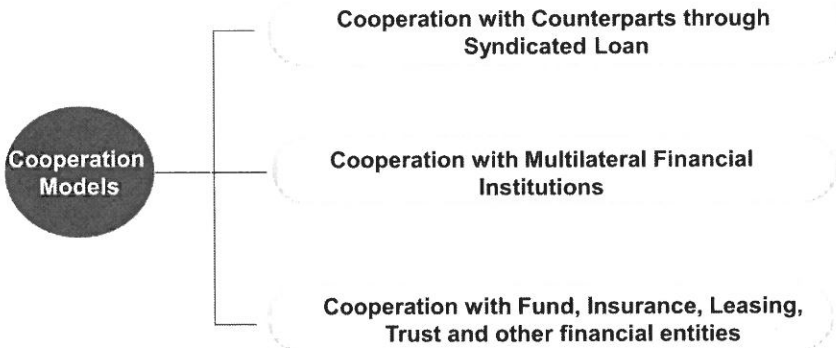 Cooperation with Counterparts through
Syndicated Loan
Cooperation
Models
Cooperation with Multilateral Financial
Institutions
Cooperation with Fund, Insurance, Leasing,
Trust and other financial entities